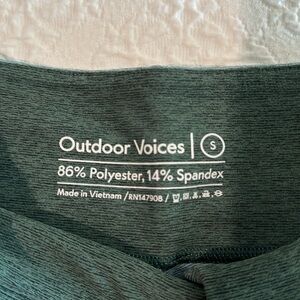 Outdoor Voices | S
86% Polyester, 14% Spandex
Made in Vietnam / RN147908 /